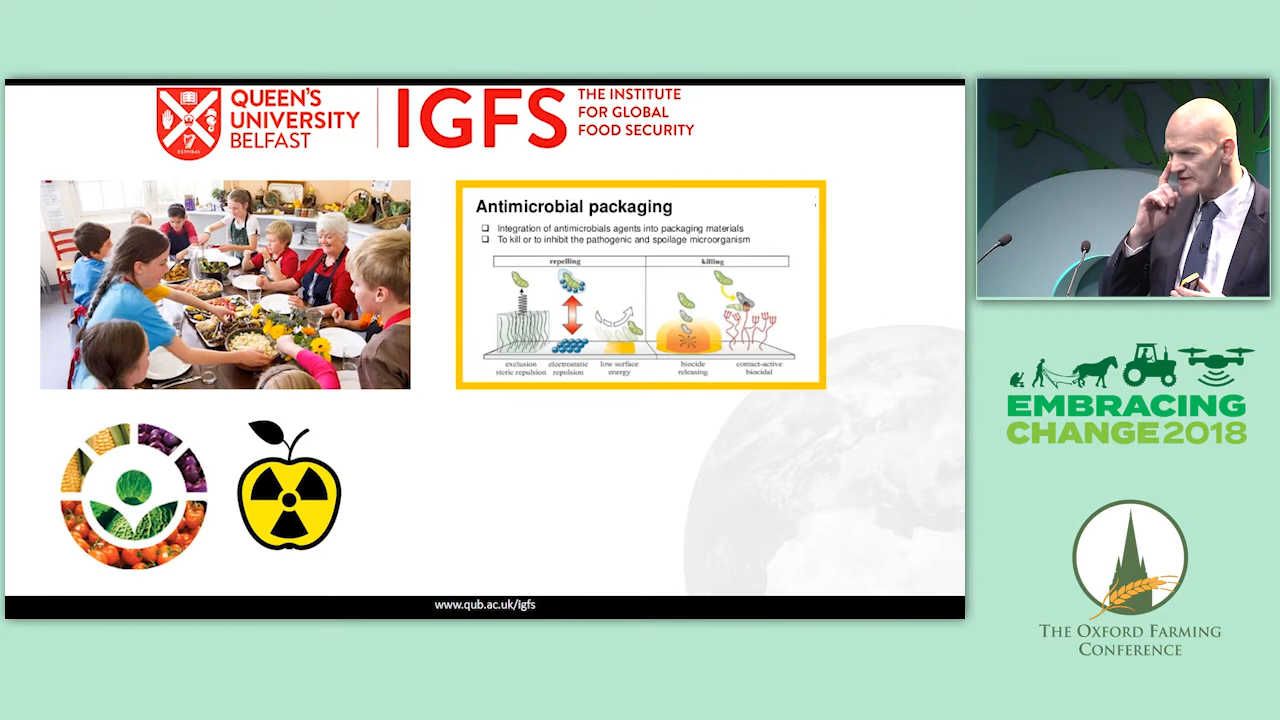 QUEEN'S
UNIVERSITY
BELFAST
ESTD1845
IGFS
THE INSTITUTE
FOR GLOBAL
FOOD SECURITY
Antimicrobial packaging
Integration of antimicrobials agents into packaging materials
To kill or to inhibit the pathogenic and spoilage microorganism
repelling
killing
exclusion
steric repulsion
electrostatic
repulsion
low surface
energy
biocide
releasing
contact-active
biocidal
www.qub.ac.uk/igfs
EMBRACING
CHANGE2018
THE OXFORD FARMING
CONFERENCE